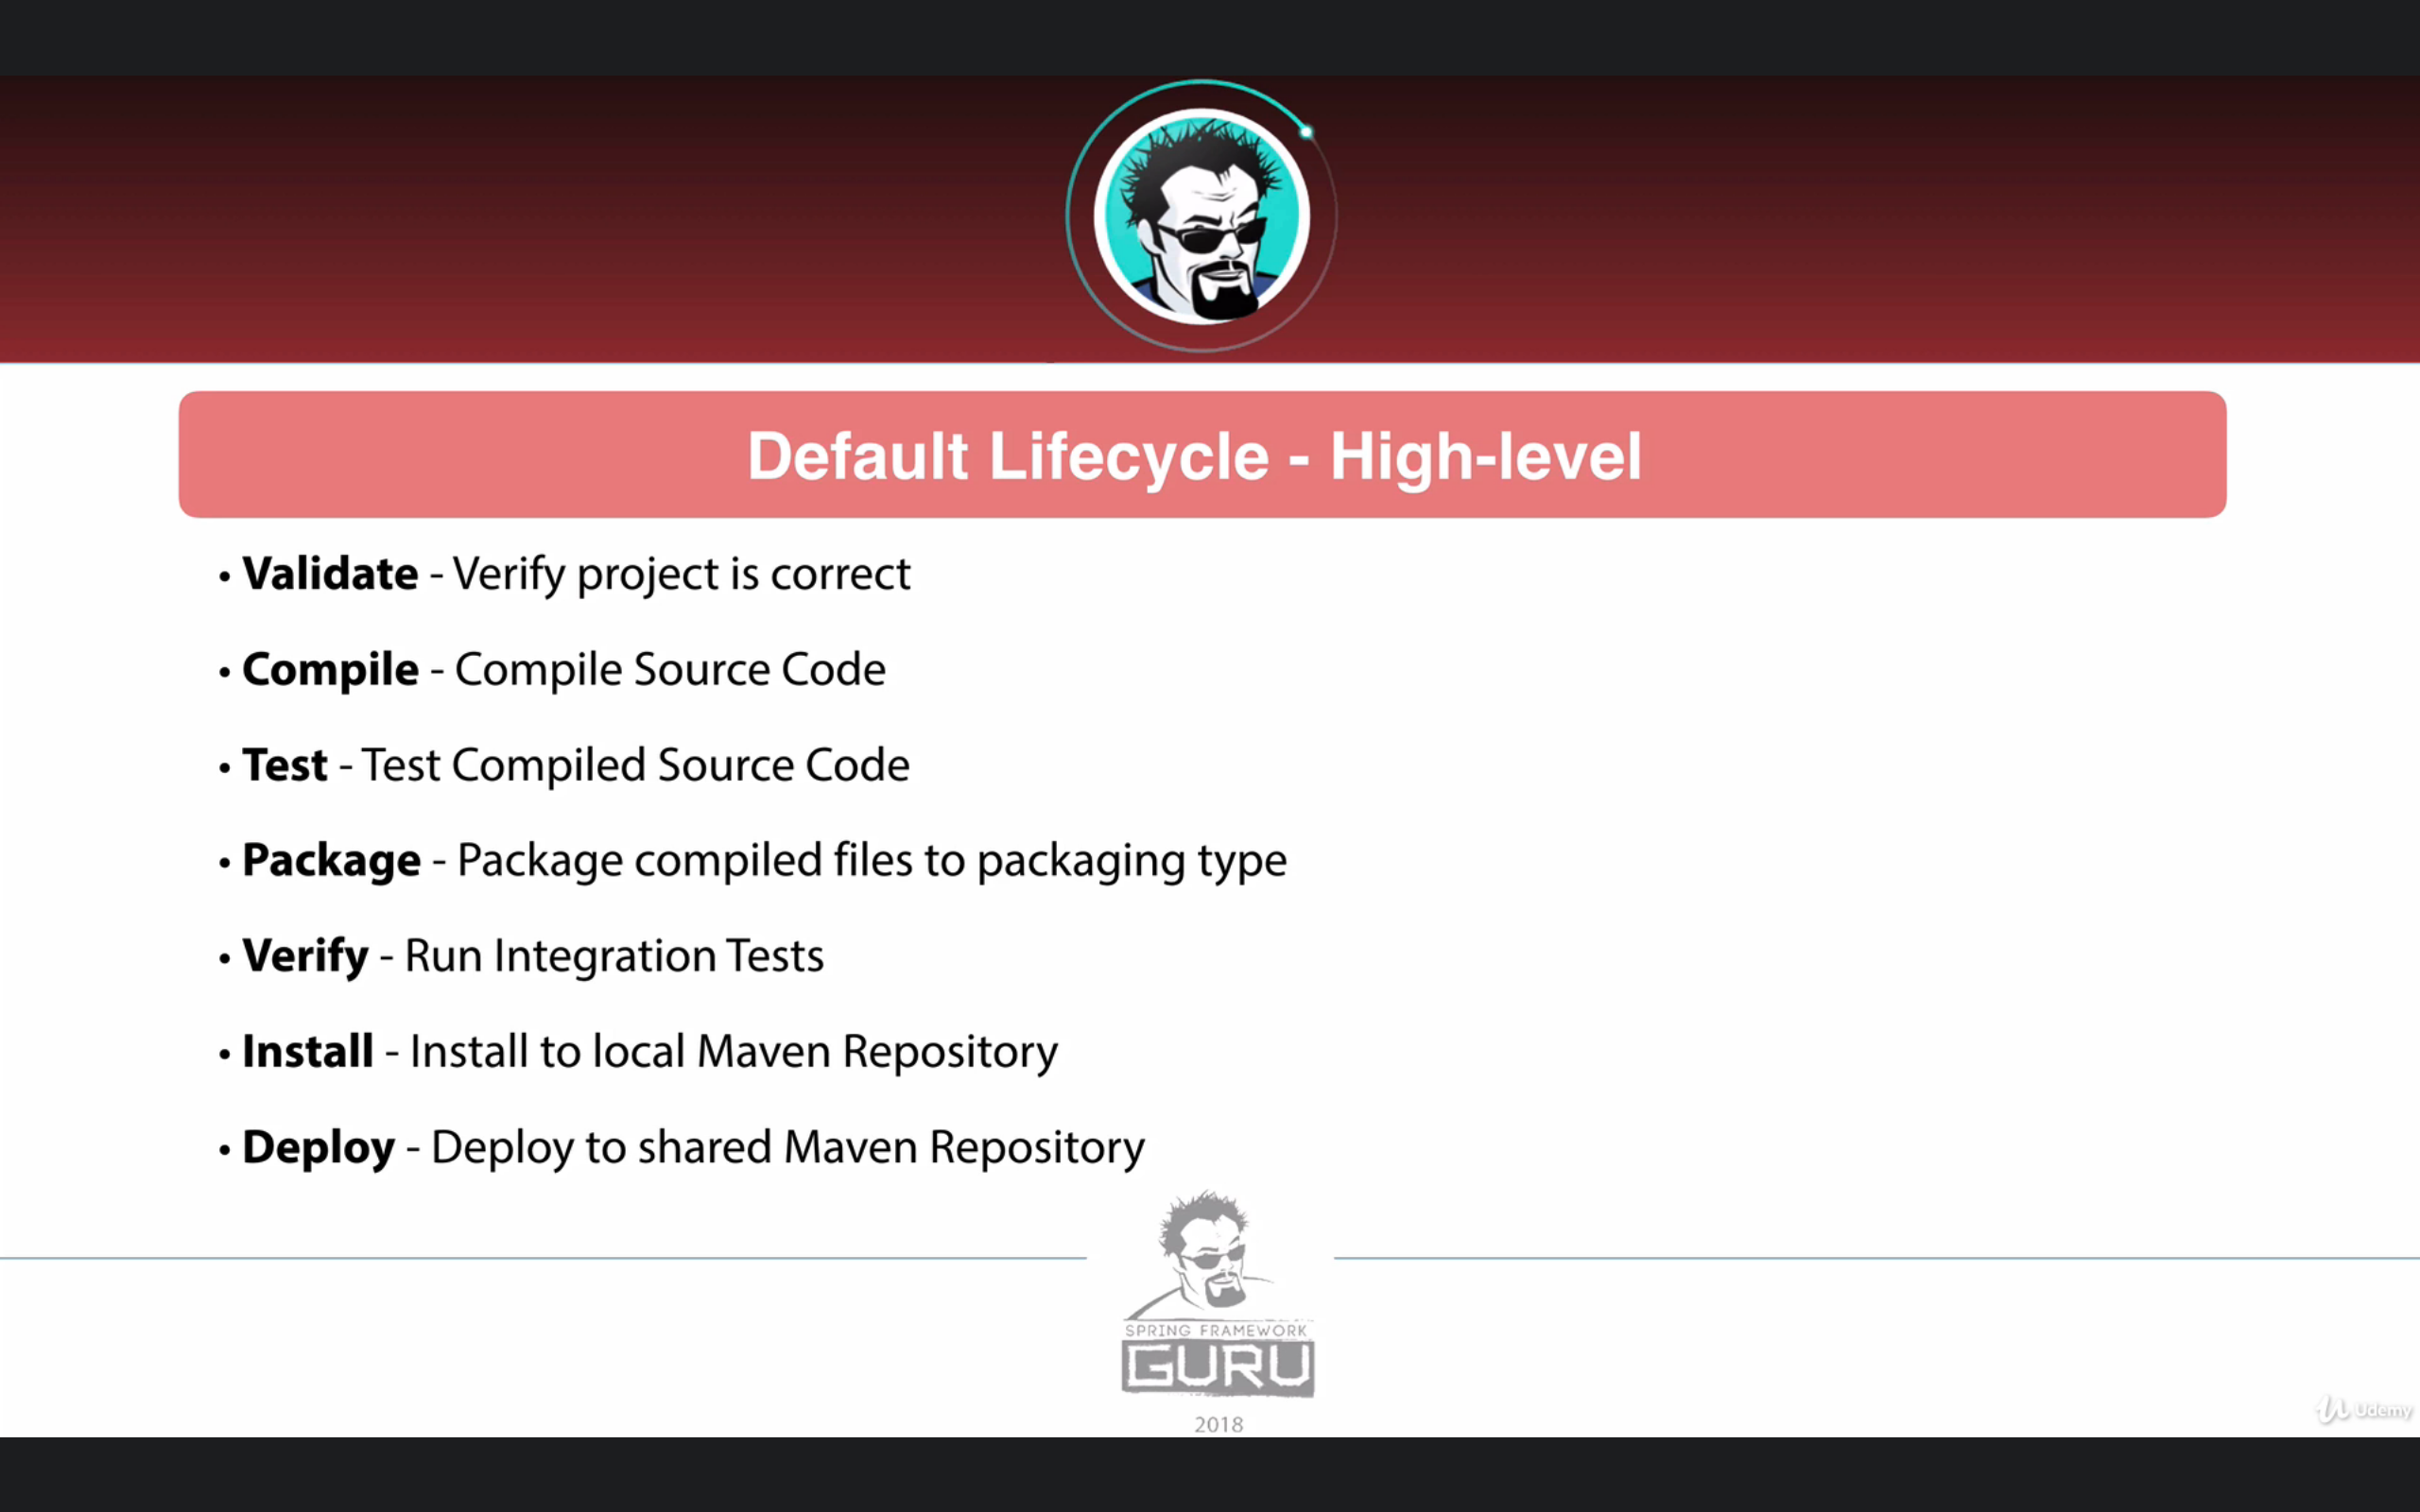 Default Lifecycle - High-level
• Validate - Verify project is correct
• Compile - Compile Source Code
• Test - Test Compiled Source Code
• Package - Package compiled files to packaging type
• Verify - Run Integration Tests
• Install - Install to local Maven Repository
• Deploy - Deploy to shared Maven Repository
SPRING FRAMEWORK
GURU
2018
Udemy